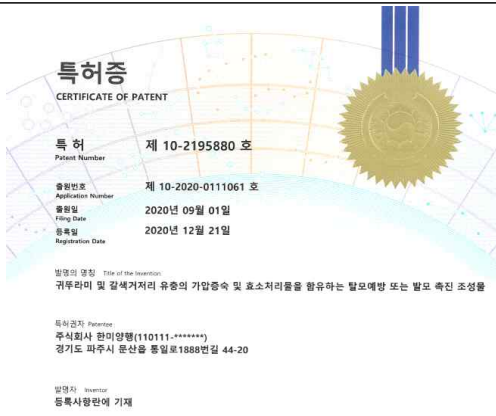 특허증
CERTIFICATE OF PATENT
특 허 제 10-2195880 호
Patent Number
출원번호 제 10-2020-0111061 호
Application Number
출원일 2020년 09월 01일
Filing Date
등록일 2020년 12월 21일
Registration Date
발명의 명칭 Title of the Invention
귀뚜라미 및 갈색거저리 유충의 가압증숙 및 효소처리물을 함유하는 탈모예방 또는 발모 촉진 조성물
특허권자 Patentee
주식회사 한미양행(110111-*******)
경기도 파주시 문산읍 통일로1888번길 44-20
발명자 Inventor
등록사항란에 기재